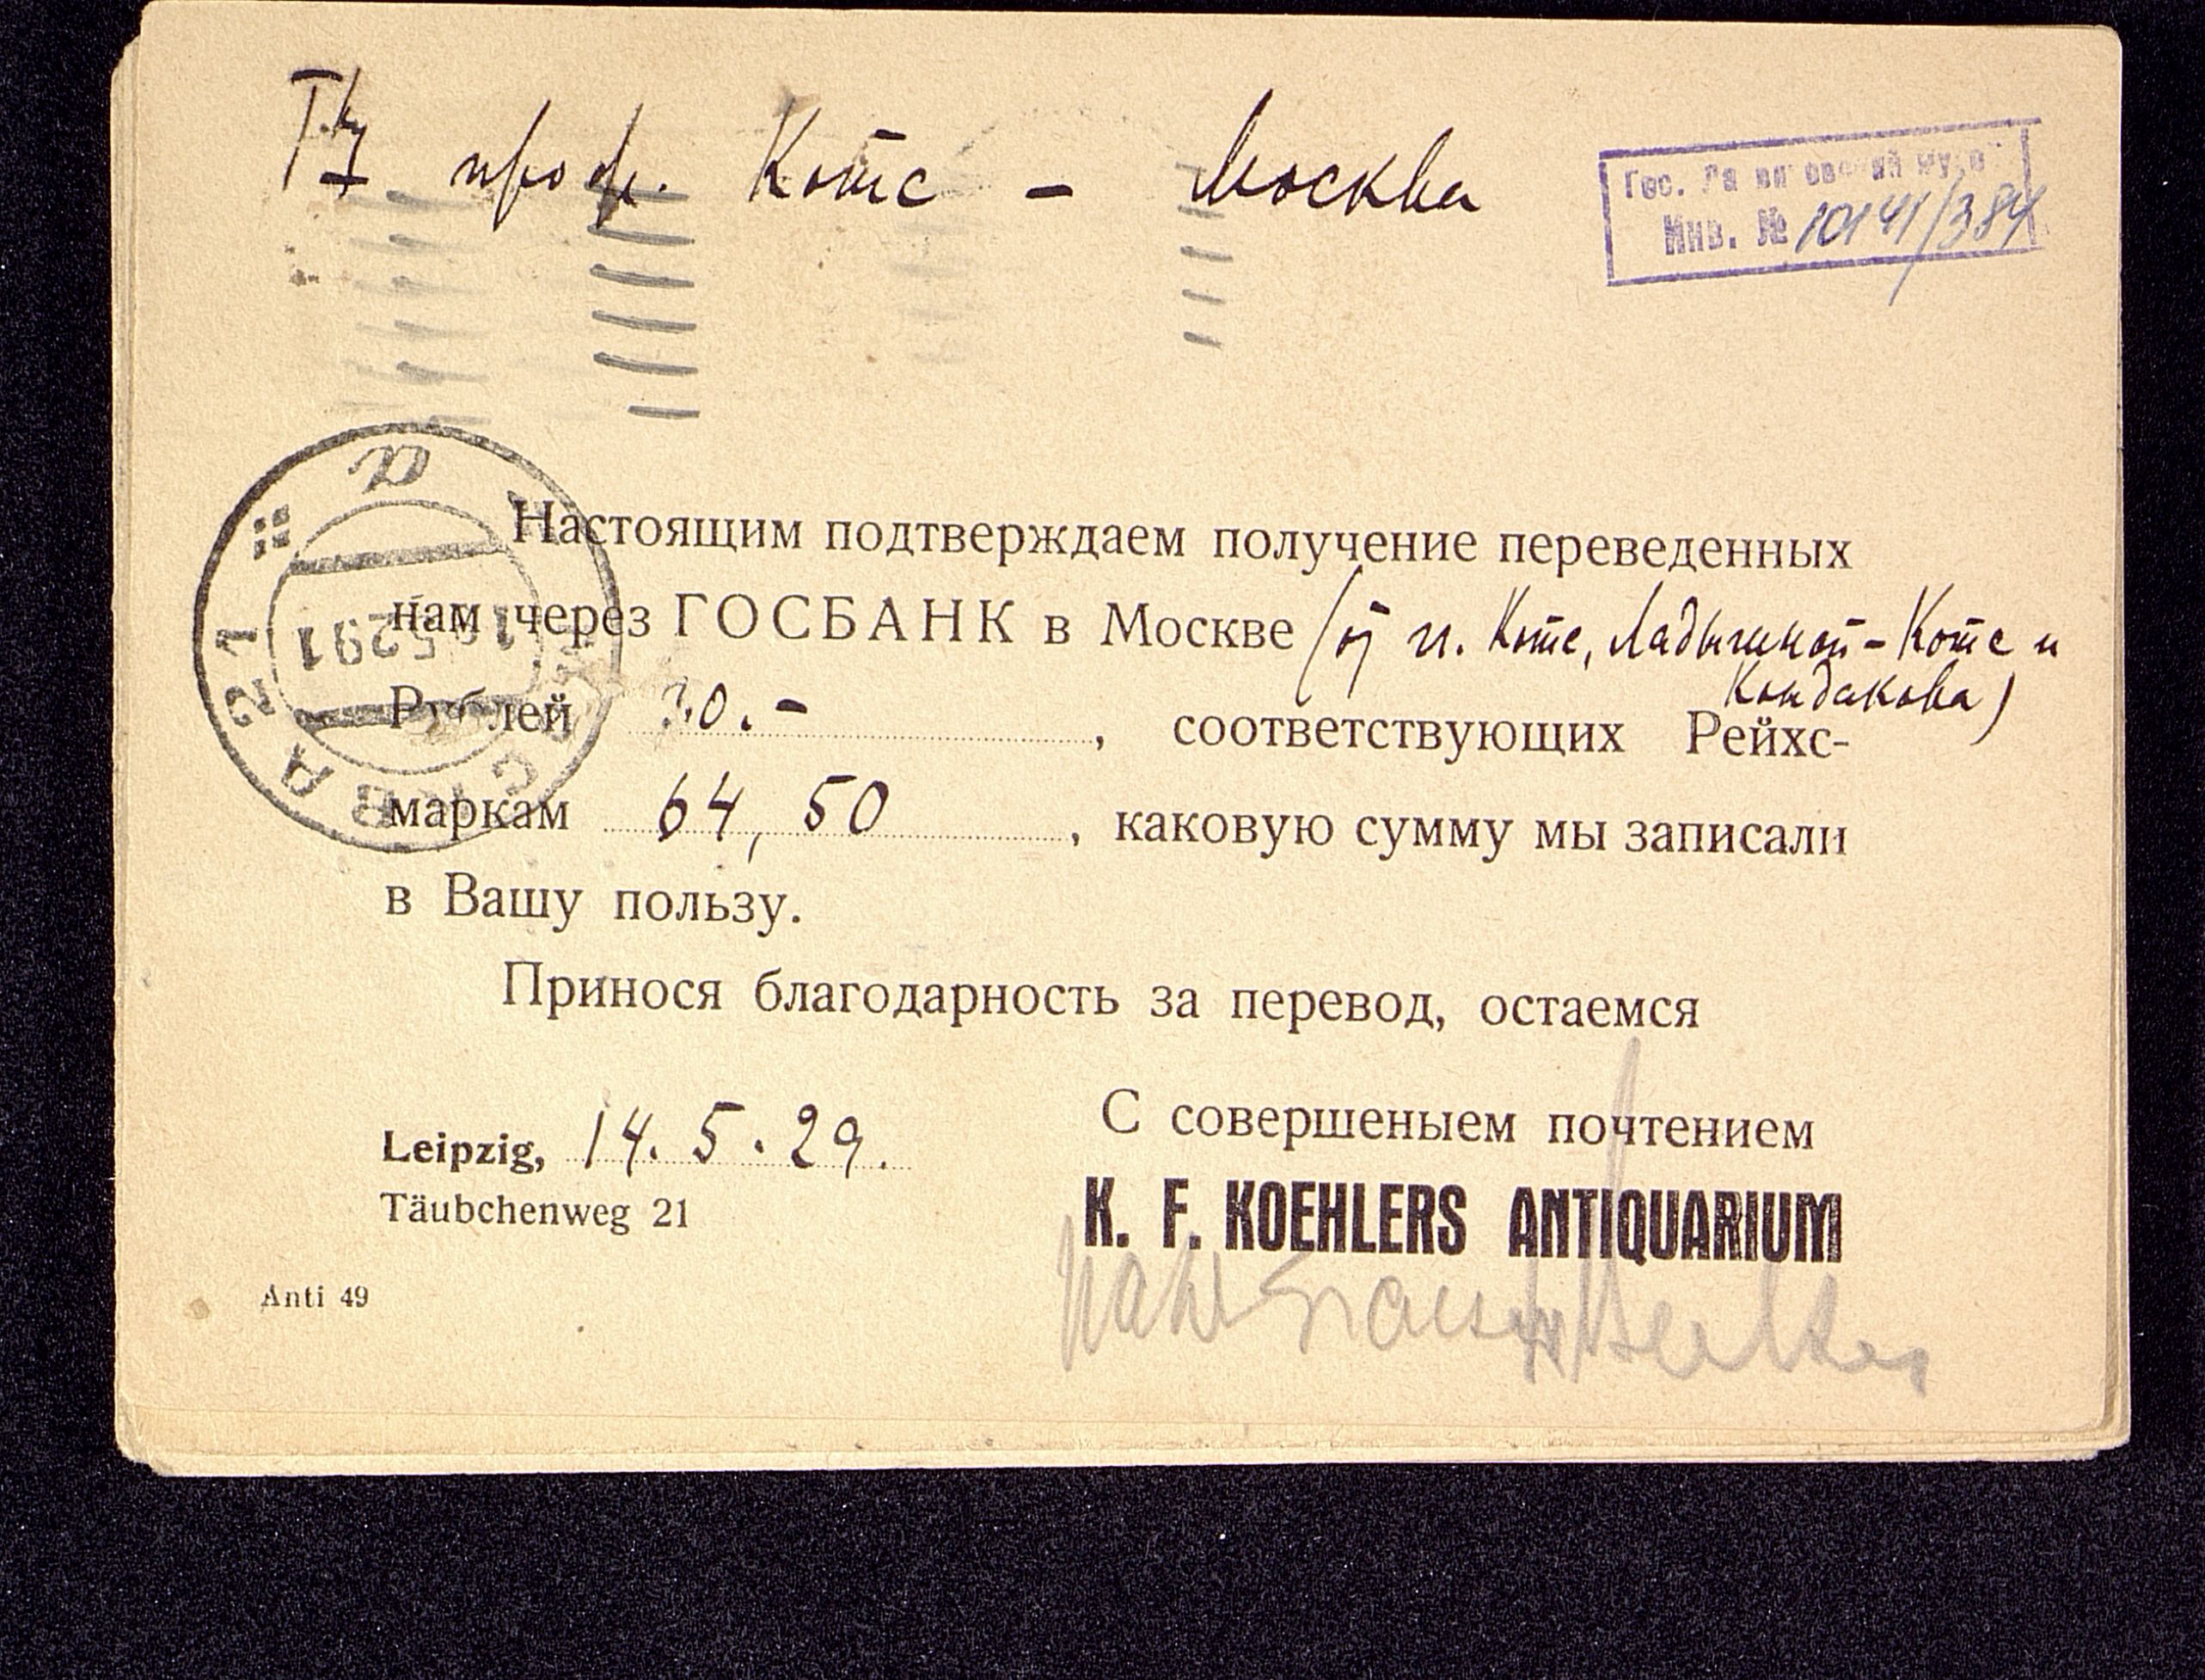 проф. Котс – Москва
Гос. Дарвиновский музей
Инв. № 10141/384
Настоящим подтверждаем получение переведенных
нам через ГОСБАНК в Москве (от гг. Котс, Ладыгиной-Котс и
Кондакова)
Рублей 30.- , соответствующих Рейхс-
маркам 64,50 , каковую сумму мы записали
в Вашу пользу.
Принося благодарность за перевод, остаемся
С совершеныем почтением
Leipzig, 14.5.29.
K. F. KOEHLERS ANTIQUARIUM
Täubchenweg 21
Anti 49